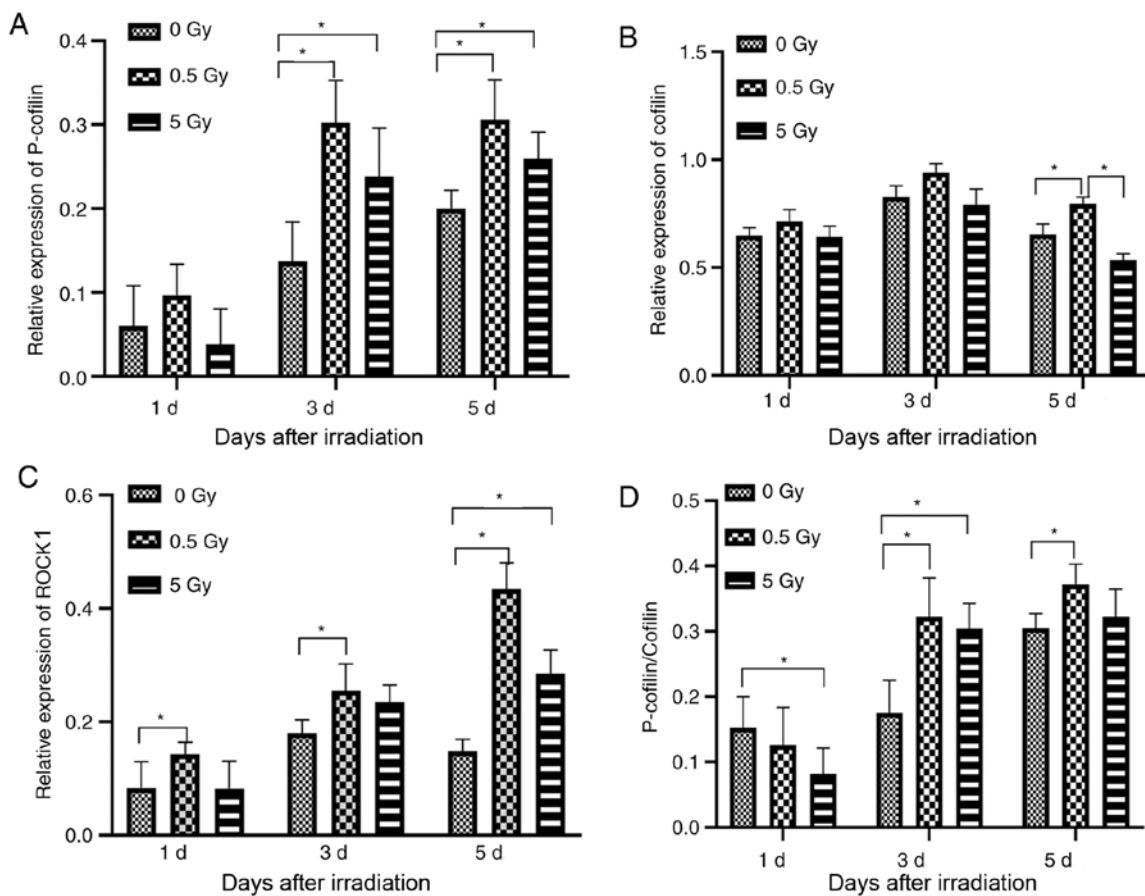 A
0 Gy
0.5 Gy
5 Gy
Relative expression of P-cofilin
0.4
0.3
0.2
0.1
0.0
* * * *
1 d 3 d 5 d
Days after irradiation
B
0 Gy
0.5 Gy
5 Gy
Relative expression of cofilin
1.5
1.0
0.5
0.0
* *
1 d 3 d 5 d
Days after irradiation
C
0 Gy
0.5 Gy
5 Gy
Relative expression of ROCK1
0.6
0.4
0.2
0.0
* * * *
1 d 3 d 5 d
Days after irradiation
D
0 Gy
0.5 Gy
5 Gy
P-cofilin/Cofilin
0.5
0.4
0.3
0.2
0.1
0.0
* * * *
1 d 3 d 5 d
Days after irradiation